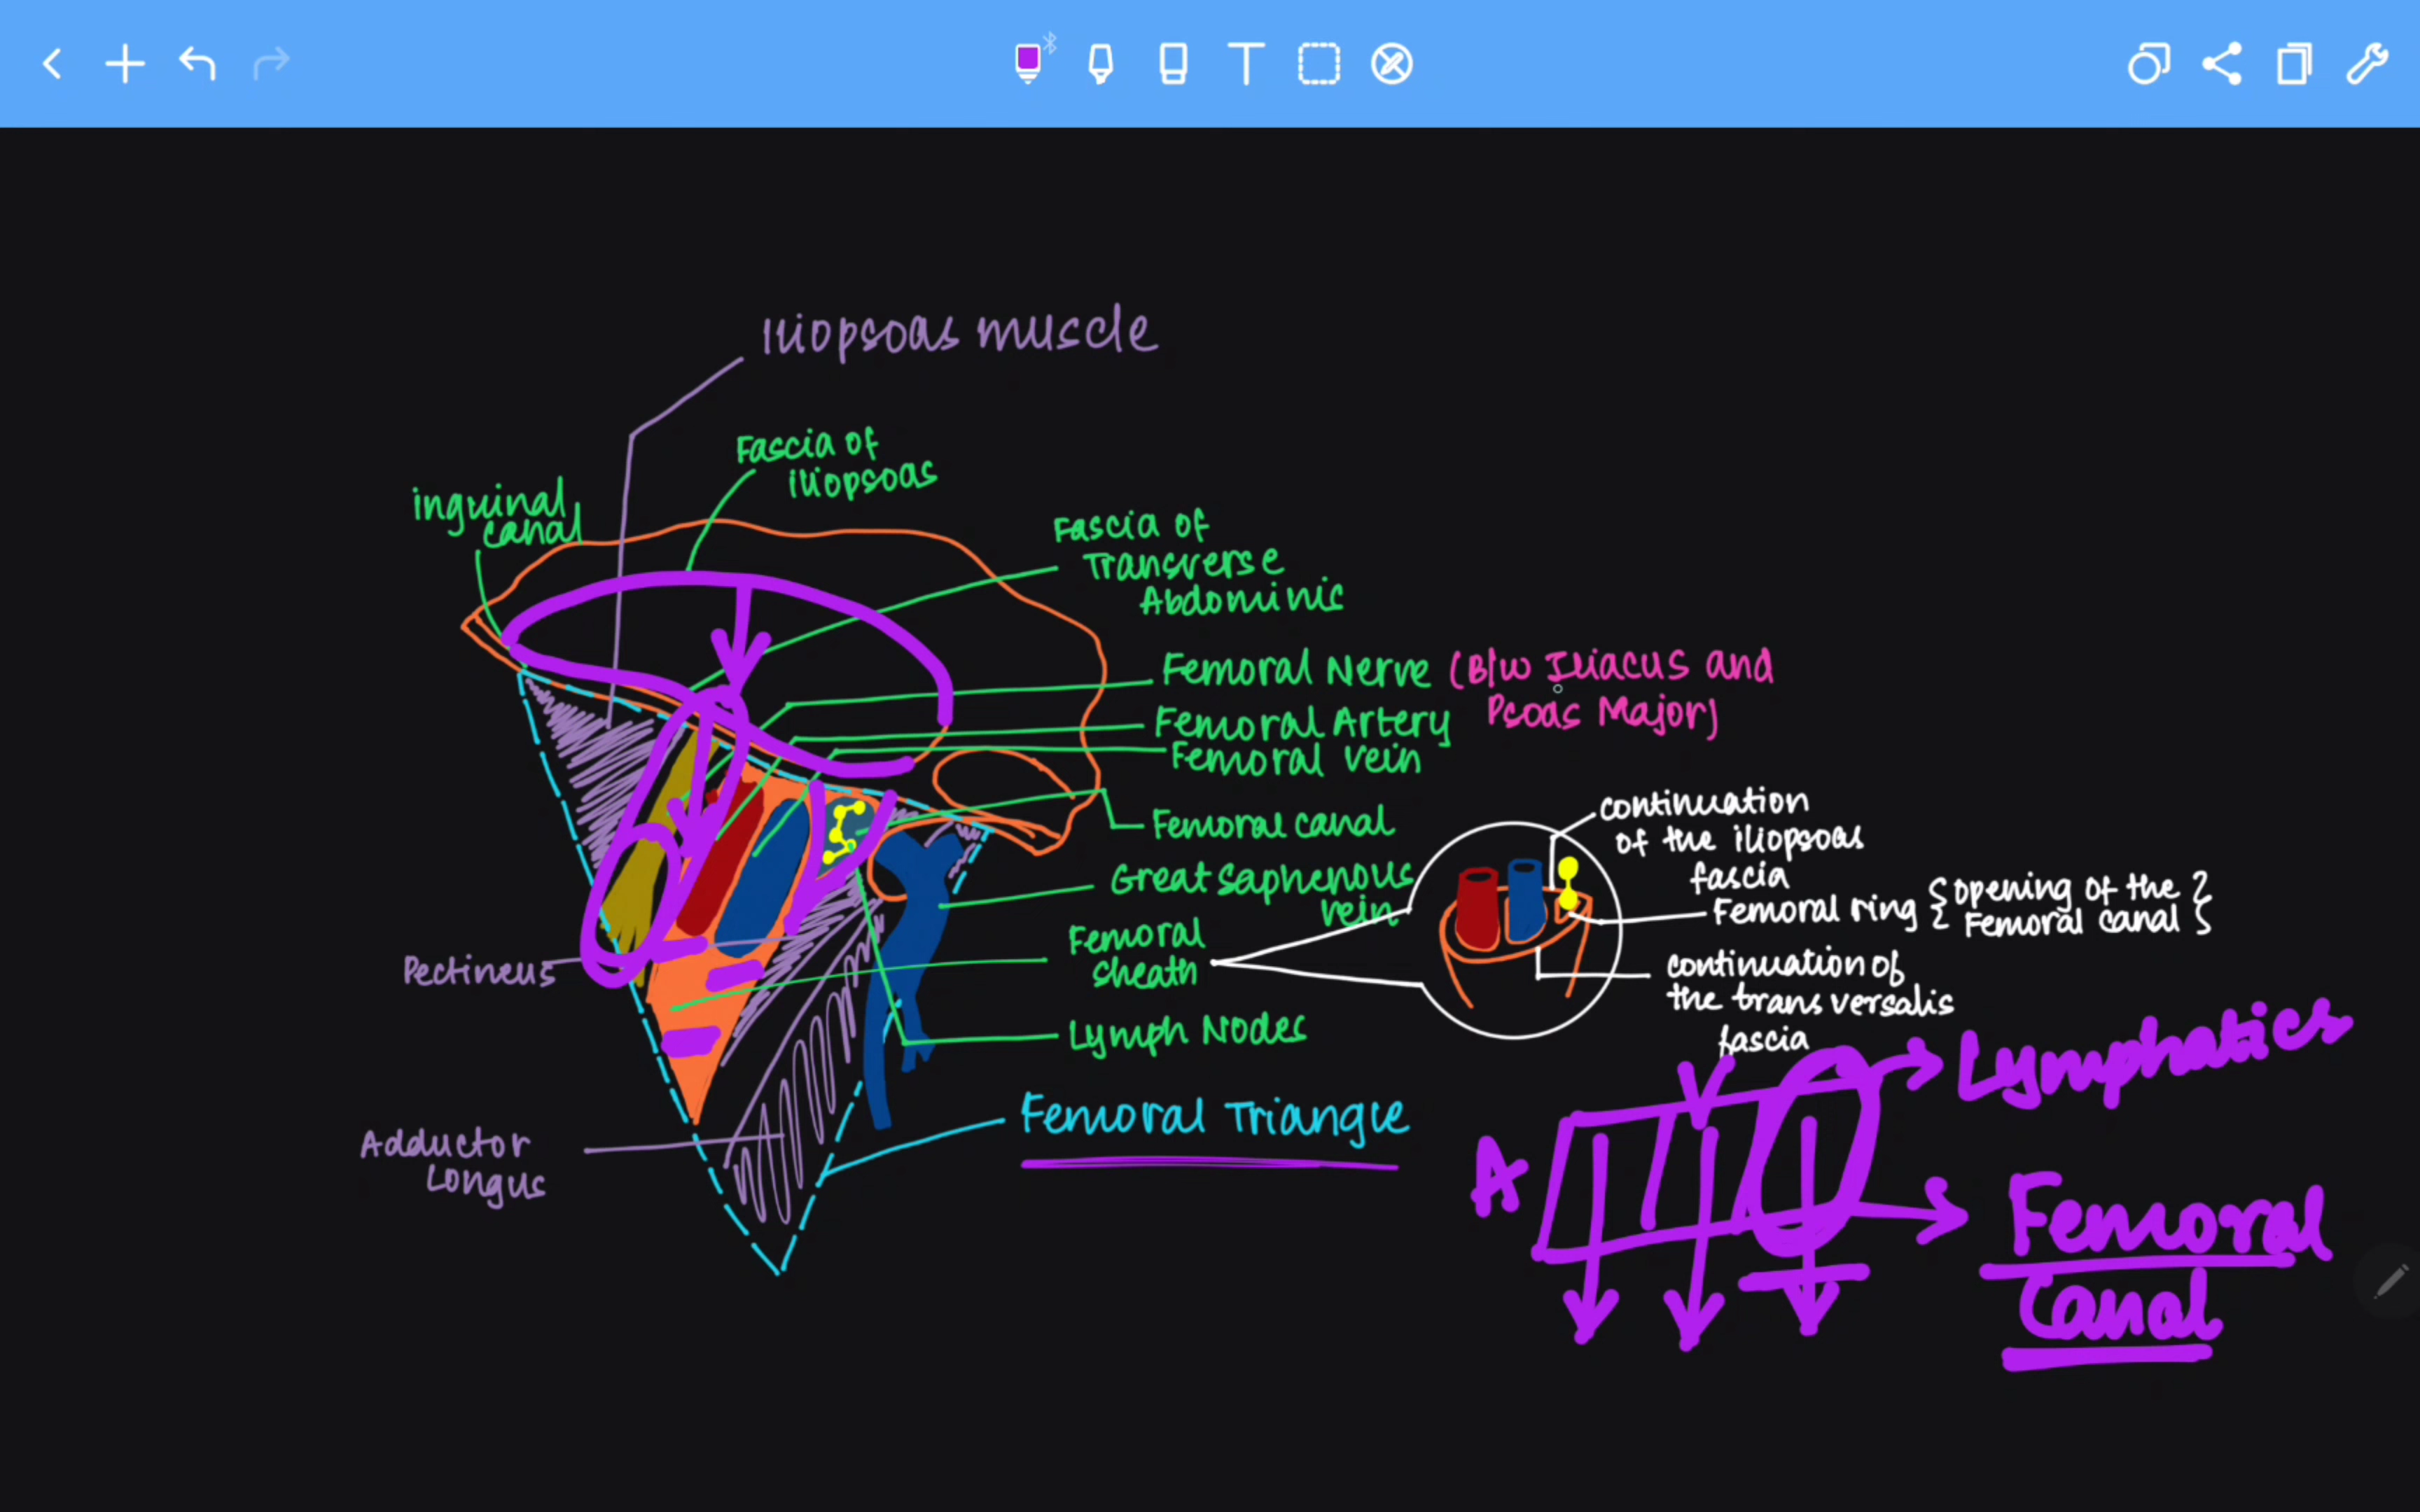 Iliopsoas muscle
Fascia of
iliopsoas
inguinal
canal
Fascia of
Transverse
Abdominis
Femoral Nerve (B/w Iliacus and
Psoas Major)
Femoral Artery
Femoral vein
continuation
of the iliopsoas
fascia
Femoral canal
Great saphenous
vein
Femoral ring { opening of the }
{ Femoral canal }
Femoral
sheath
Pectineus
continuation of
the transversalis
fascia
Lymph Nodes
Lymphatics
Femoral Triangle
Adductor
Longus
A
V
Femoral
canal